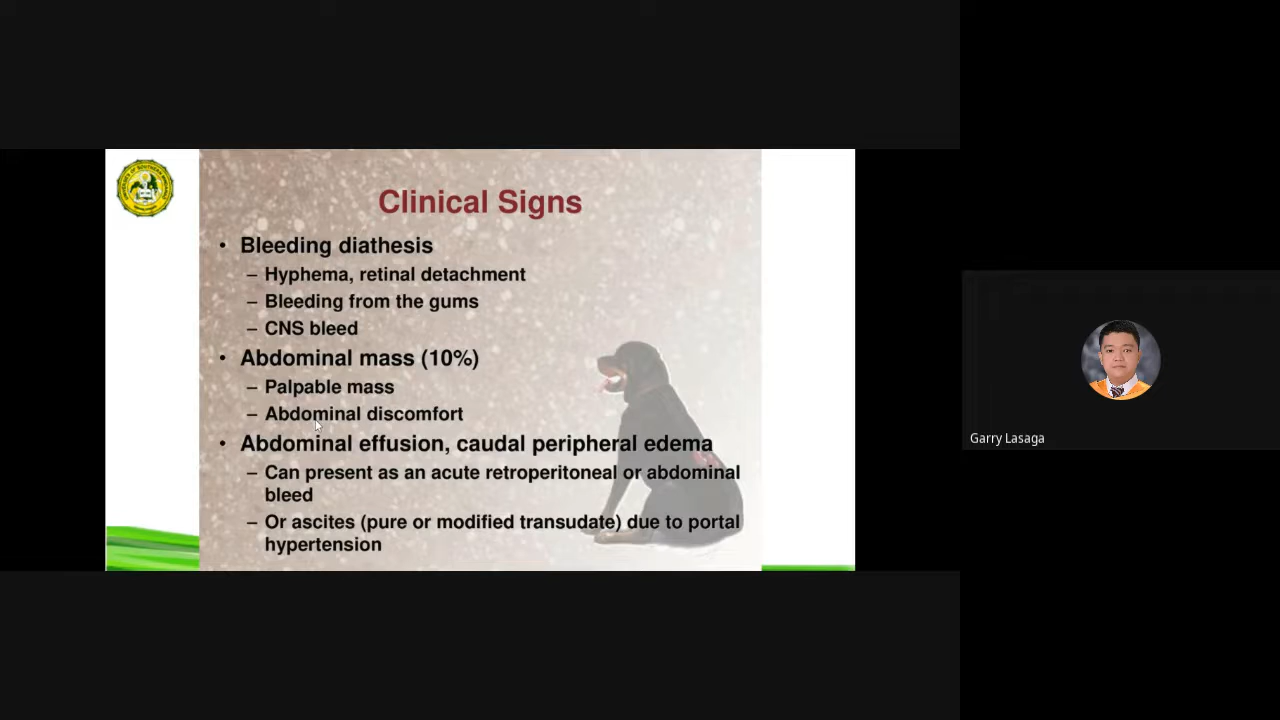 Clinical Signs
• Bleeding diathesis
– Hyphema, retinal detachment
– Bleeding from the gums
– CNS bleed
• Abdominal mass (10%)
– Palpable mass
– Abdominal discomfort
• Abdominal effusion, caudal peripheral edema
– Can present as an acute retroperitoneal or abdominal
bleed
– Or ascites (pure or modified transudate) due to portal
hypertension
Garry Lasaga